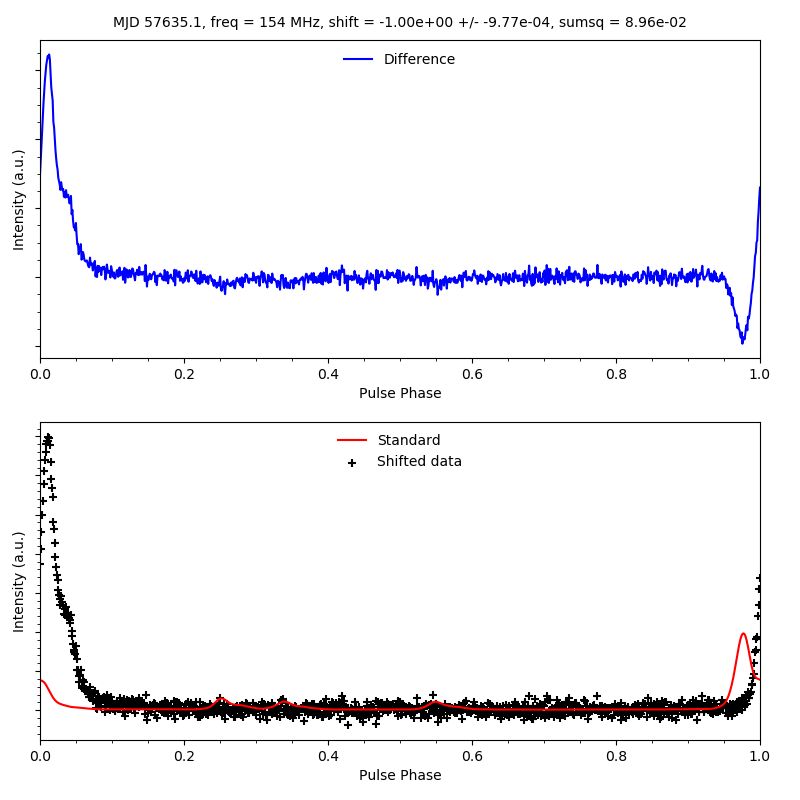 MJD 57635.1, freq = 154 MHz, shift = -1.00e+00 +/- -9.77e-04, sumsq = 8.96e-02
Difference
Intensity (a.u.)
0.0 0.2 0.4 0.6 0.8 1.0
Pulse Phase
Standard
Shifted data
Intensity (a.u.)
0.0 0.2 0.4 0.6 0.8 1.0
Pulse Phase